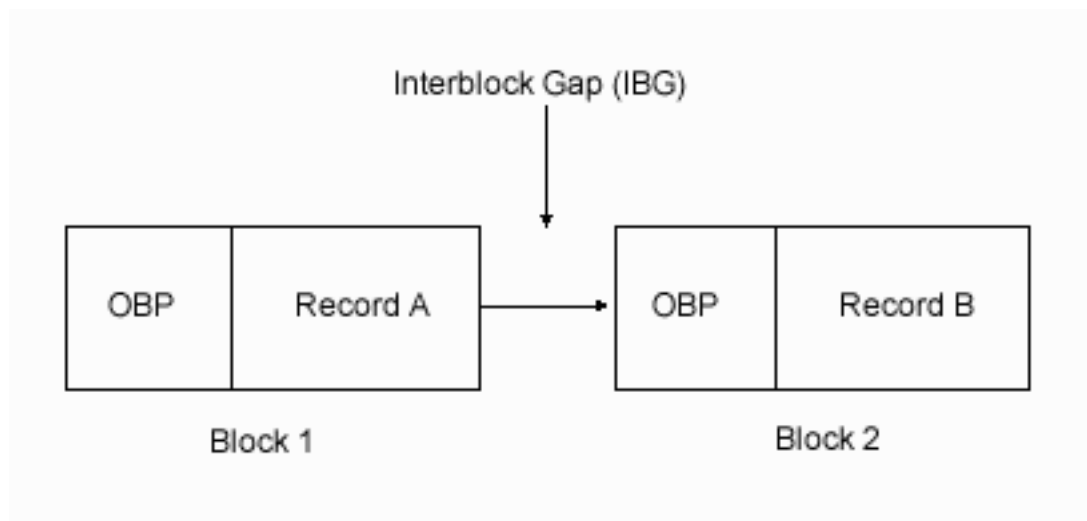 Interblock Gap (IBG)
OBP
Record A
OBP
Record B
Block 1
Block 2